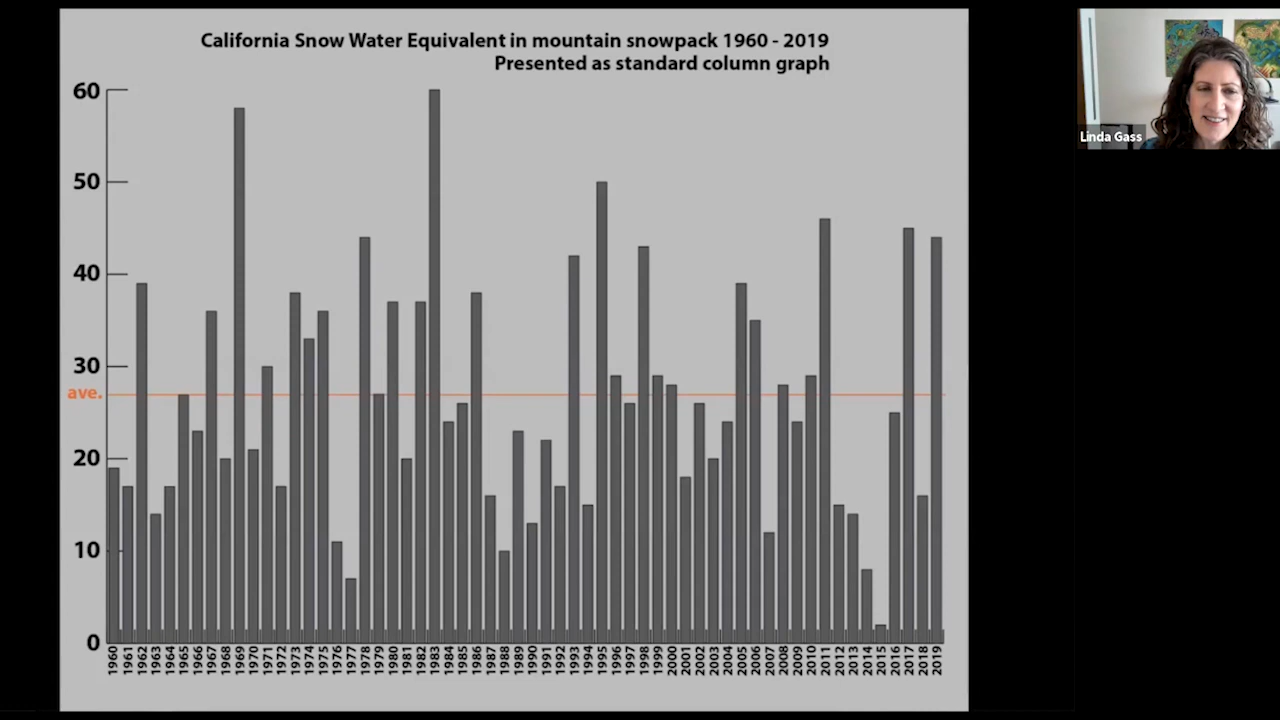 California Snow Water Equivalent in mountain snowpack 1960 - 2019
Presented as standard column graph
60
50
40
30
ave.
20
10
0
1960 1961 1962 1963 1964 1965 1966 1967 1968 1969 1970 1971 1972 1973 1974 1975 1976 1977 1978 1979 1980 1981 1982 1983 1984 1985 1986 1987 1988 1989 1990 1991 1992 1993 1994 1995 1996 1997 1998 1999 2000 2001 2002 2003 2004 2005 2006 2007 2008 2009 2010 2011 2012 2013 2014 2015 2016 2017 2018 2019
Linda Gass